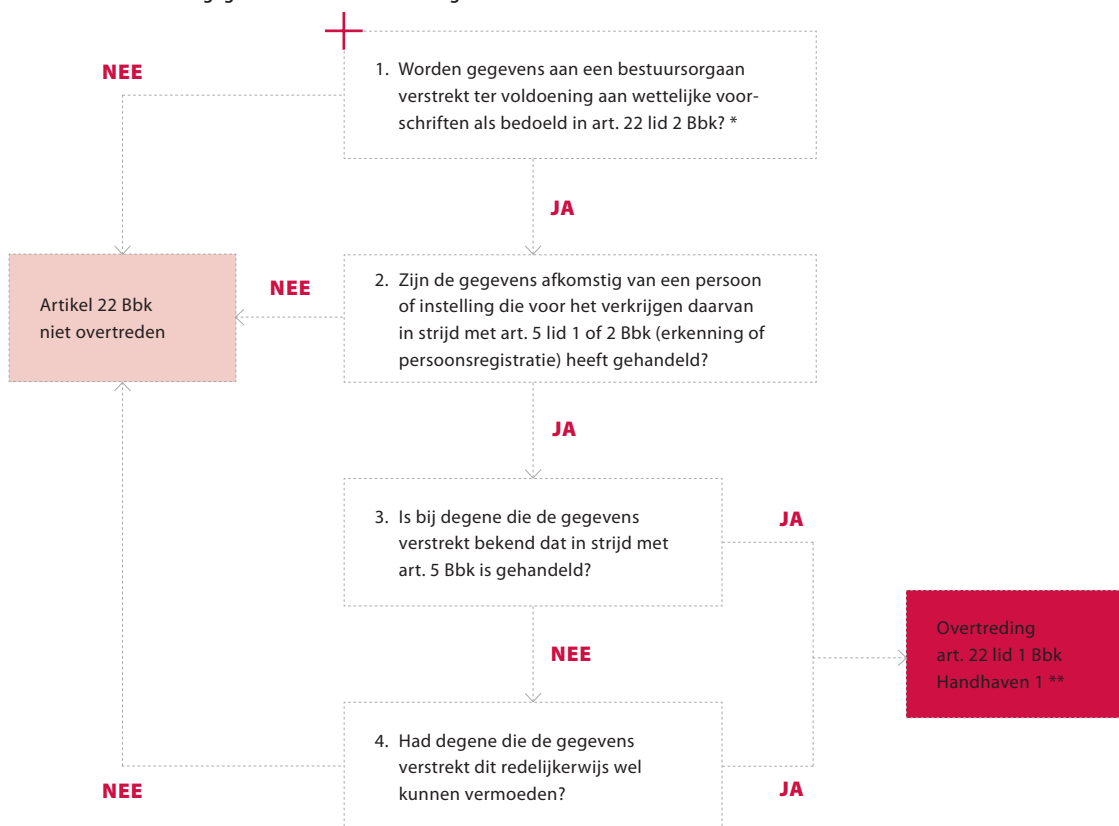 NEE
1. Worden gegevens aan een bestuursorgaan
verstrekt ter voldoening aan wettelijke voor-
schriften als bedoeld in art. 22 lid 2 Bbk? *
JA
Artikel 22 Bbk
niet overtreden
NEE
2. Zijn de gegevens afkomstig van een persoon
of instelling die voor het verkrijgen daarvan
in strijd met art. 5 lid 1 of 2 Bbk (erkenning of
persoonsregistratie) heeft gehandeld?
JA
3. Is bij degene die de gegevens
verstrekt bekend dat in strijd met
art. 5 Bbk is gehandeld?
JA
NEE
Overtreding
art. 22 lid 1 Bbk
Handhaven 1 **
4. Had degene die de gegevens
verstrekt dit redelijkerwijs wel
kunnen vermoeden?
NEE
JA